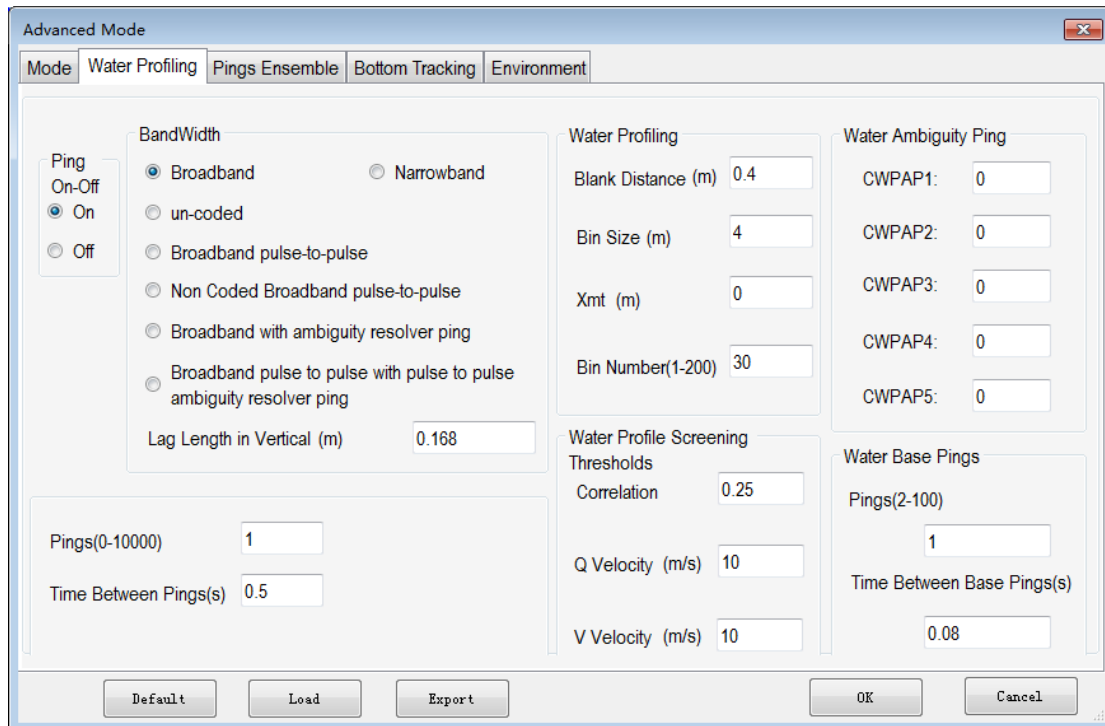 Advanced Mode
Mode Water Profiling Pings Ensemble Bottom Tracking Environment
Ping
On-Off
On
Off
BandWidth
Broadband Narrowband
un-coded
Broadband pulse-to-pulse
Non Coded Broadband pulse-to-pulse
Broadband with ambiguity resolver ping
Broadband pulse to pulse with pulse to pulse
ambiguity resolver ping
Lag Length in Vertical (m) 0.168
Pings(0-10000) 1
Time Between Pings(s) 0.5
Water Profiling
Blank Distance (m) 0.4
Bin Size (m) 4
Xmt (m) 0
Bin Number(1-200) 30
Water Profile Screening
Thresholds
Correlation 0.25
Q Velocity (m/s) 10
V Velocity (m/s) 10
Water Ambiguity Ping
CWPAP1: 0
CWPAP2: 0
CWPAP3: 0
CWPAP4: 0
CWPAP5: 0
Water Base Pings
Pings(2-100)
1
Time Between Base Pings(s)
0.08
Default Load Export OK Cancel